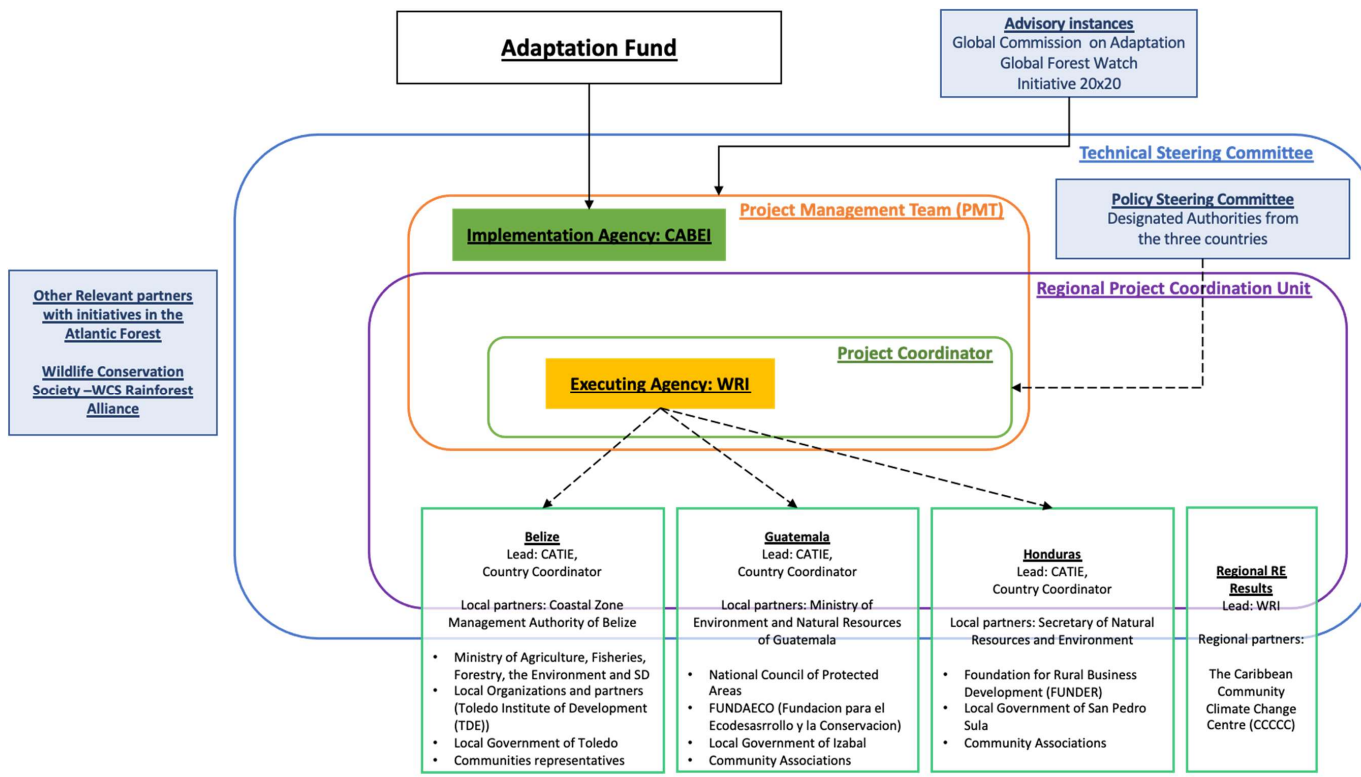 Adaptation Fund
Advisory instances
Global Commission on Adaptation
Global Forest Watch
Initiative 20x20
Technical Steering Committee
Policy Steering Committee
Designated Authorities from
the three countries
Project Management Team (PMT)
Implementation Agency: CABEI
Regional Project Coordination Unit
Other Relevant partners
with initiatives in the
Atlantic Forest
Wildlife Conservation
Society –WCS Rainforest
Alliance
Project Coordinator
Executing Agency: WRI
Belize
Lead: CATIE,
Country Coordinator
Local partners: Coastal Zone
Management Authority of Belize
• Ministry of Agriculture, Fisheries,
Forestry, the Environment and SD
• Local Organizations and partners
(Toledo Institute of Development
(TDE))
• Local Government of Toledo
• Communities representatives
Guatemala
Lead: CATIE,
Country Coordinator
Local partners: Ministry of
Environment and Natural Resources
of Guatemala
• National Council of Protected
Areas
• FUNDAECO (Fundacion para el
Ecodesasrrollo y la Conservacion)
• Local Government of Izabal
• Community Associations
Honduras
Lead: CATIE,
Country Coordinator
Local partners: Secretary of Natural
Resources and Environment
• Foundation for Rural Business
Development (FUNDER)
• Local Government of San Pedro
Sula
• Community Associations
Regional RE
Results
Lead: WRI
Regional partners:
The Caribbean
Community
Climate Change
Centre (CCCCC)